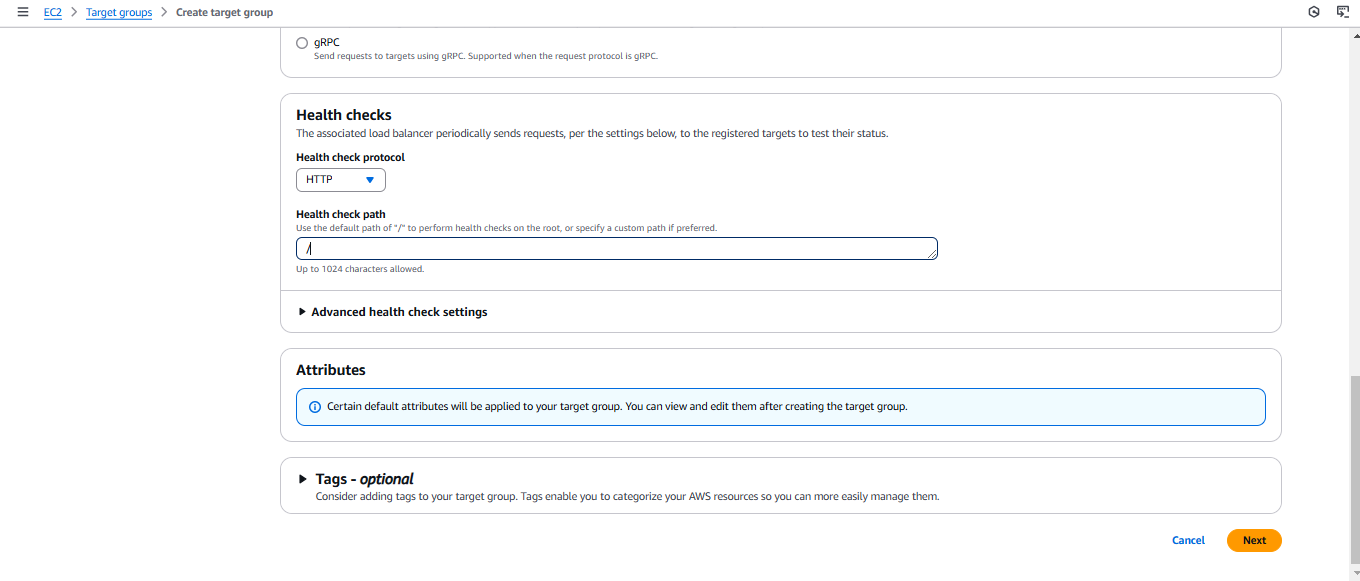 EC2 > Target groups > Create target group
gRPC
Send requests to targets using gRPC. Supported when the request protocol is gRPC.
Health checks
The associated load balancer periodically sends requests, per the settings below, to the registered targets to test their status.
Health check protocol
HTTP
Health check path
Use the default path of "/" to perform health checks on the root, or specify a custom path if preferred.
/
Up to 1024 characters allowed.
Advanced health check settings
Attributes
Certain default attributes will be applied to your target group. You can view and edit them after creating the target group.
Tags - optional
Consider adding tags to your target group. Tags enable you to categorize your AWS resources so you can more easily manage them.
Cancel Next